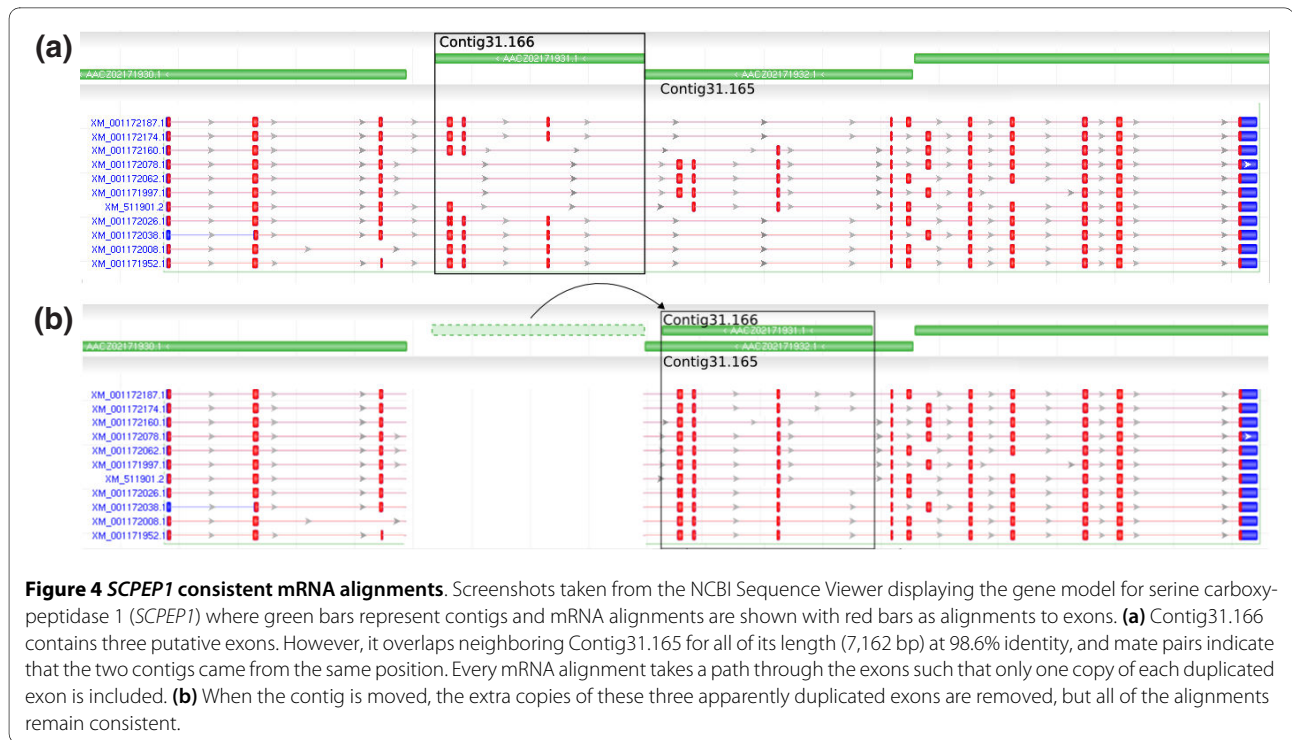 (a)
Contig31.166
< AACZ02171931.1 <
AACZ02171930.1 <
< AACZ02171932.1 <
Contig31.165
XM_001172187.1
XM_001172174.1
XM_001172160.1
XM_001172078.1
XM_001172062.1
XM_001171997.1
XM_511901.2
XM_001172026.1
XM_001172038.1
XM_001172008.1
XM_001171952.1
(b)
Contig31.166
< AACZ02171931.1 <
AACZ02171930.1 <
< AACZ02171932.1 <
Contig31.165
XM_001172187.1
XM_001172174.1
XM_001172160.1
XM_001172078.1
XM_001172062.1
XM_001171997.1
XM_511901.2
XM_001172026.1
XM_001172038.1
XM_001172008.1
XM_001171952.1
Figure 4 SCPEP1 consistent mRNA alignments. Screenshots taken from the NCBI Sequence Viewer displaying the gene model for serine carboxy-
peptidase 1 (SCPEP1) where green bars represent contigs and mRNA alignments are shown with red bars as alignments to exons. (a) Contig31.166
contains three putative exons. However, it overlaps neighboring Contig31.165 for all of its length (7,162 bp) at 98.6% identity, and mate pairs indicate
that the two contigs came from the same position. Every mRNA alignment takes a path through the exons such that only one copy of each duplicated
exon is included. (b) When the contig is moved, the extra copies of these three apparently duplicated exons are removed, but all of the alignments
remain consistent.